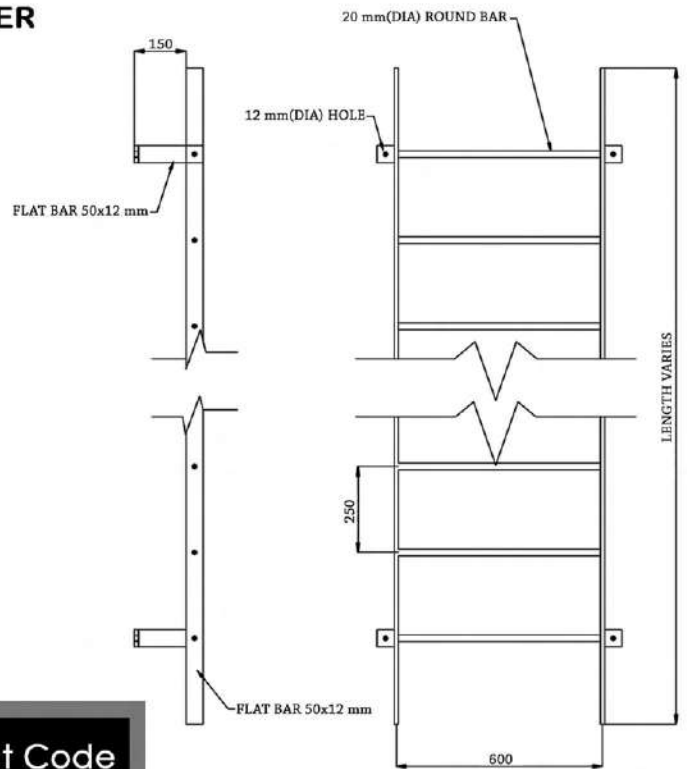 ER
20 mm(DIA) ROUND BAR
150
12 mm(DIA) HOLE
FLAT BAR 50x12 mm
LENGTH VARIES
250
FLAT BAR 50x12 mm
600
t Code